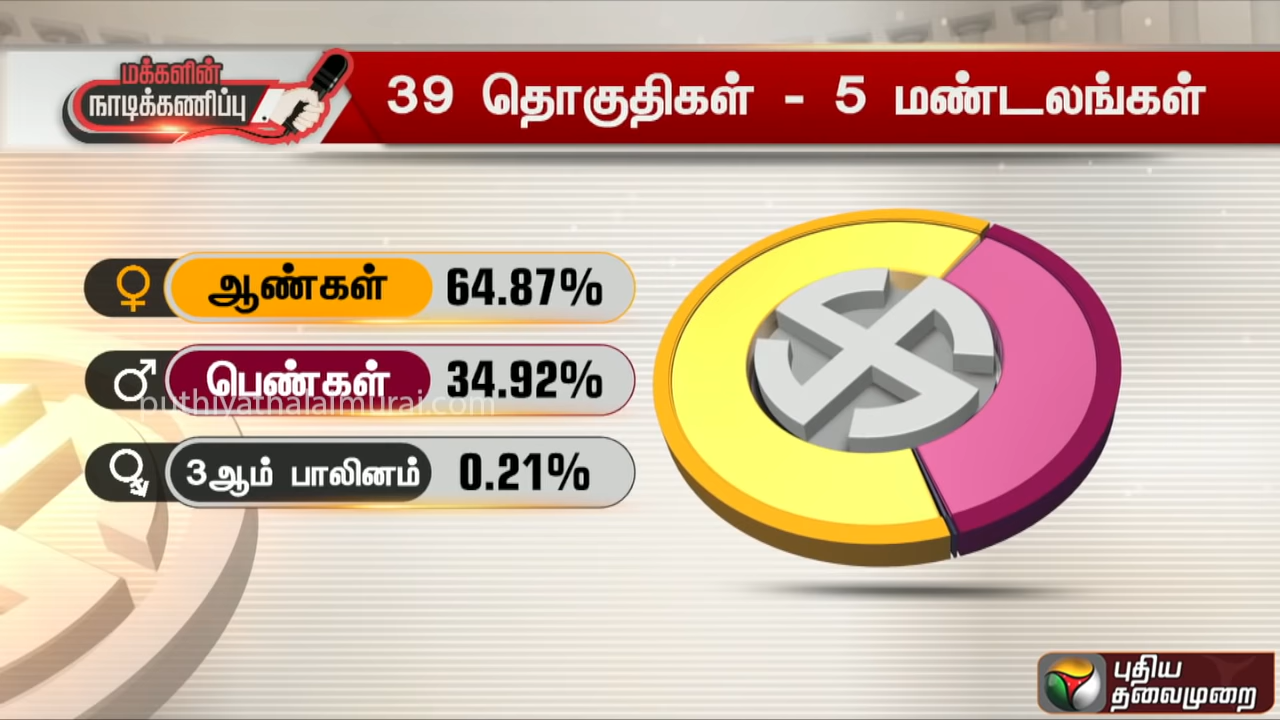 மக்களின்
நாடிக்கணிப்பு
39 தொகுதிகள் - 5 மண்டலங்கள்
ஆண்கள் 64.87%
பெண்கள் 34.92%
puthiyathalaimurai.com
3ஆம் பாலினம் 0.21%
புதிய
தலைமுறை